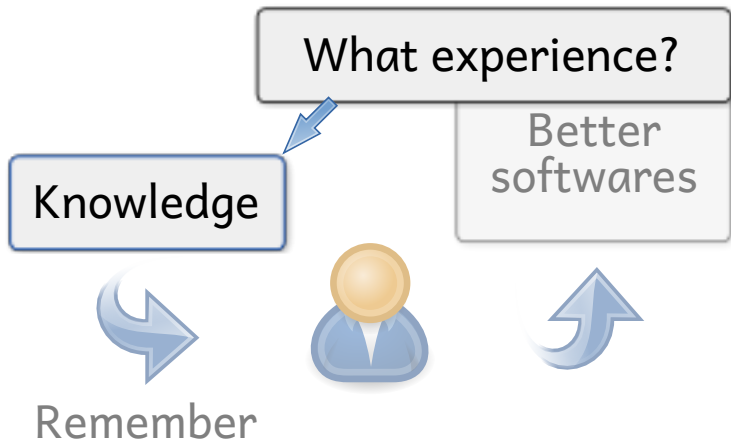 What experience?
Better
softwares
Knowledge
Remember